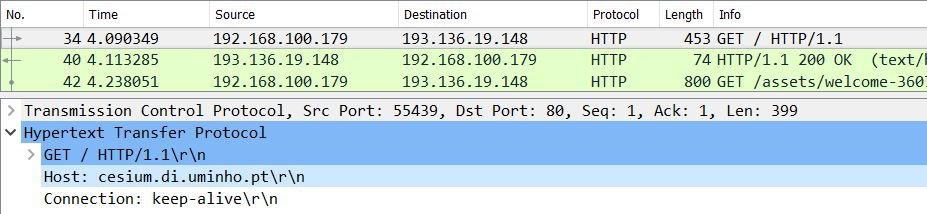 No. Time Source Destination Protocol Length Info
34 4.090349 192.168.100.179 193.136.19.148 HTTP 453 GET / HTTP/1.1
40 4.113285 193.136.19.148 192.168.100.179 HTTP 74 HTTP/1.1 200 OK (text/h
42 4.238051 192.168.100.179 193.136.19.148 HTTP 800 GET /assets/welcome-3607
Transmission Control Protocol, Src Port: 55439, Dst Port: 80, Seq: 1, Ack: 1, Len: 399
Hypertext Transfer Protocol
GET / HTTP/1.1\r\n
Host: cesium.di.uminho.pt\r\n
Connection: keep-alive\r\n